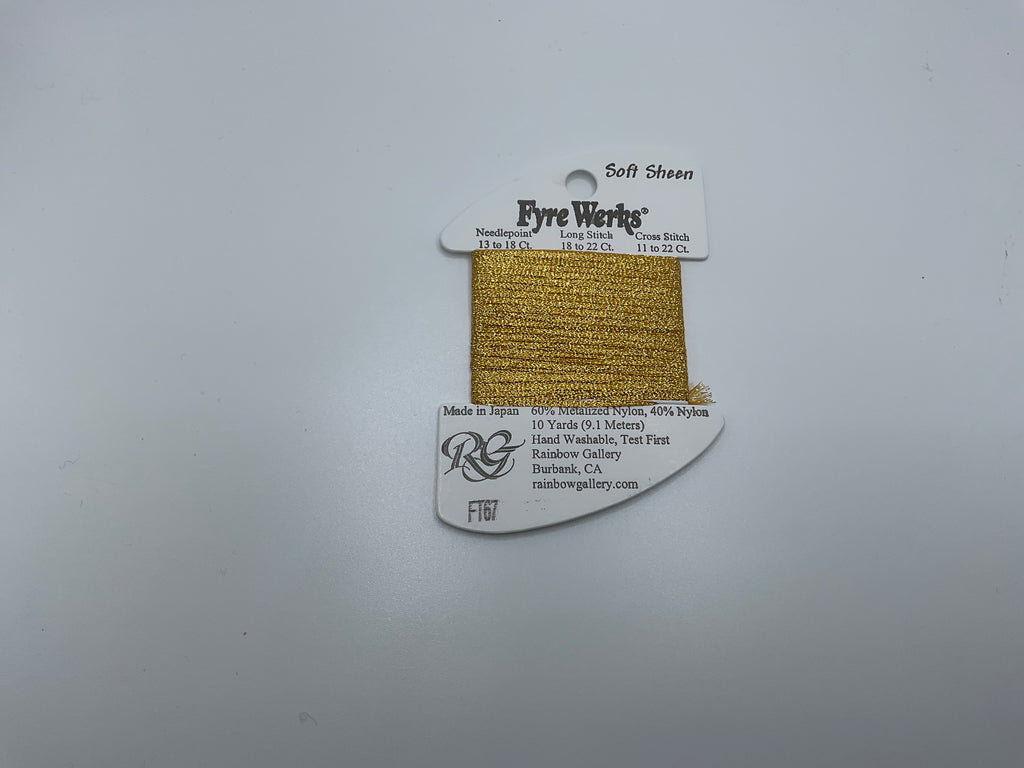 Soft Sheen
Fyre Werks®
Needlepoint Long Stitch Cross Stitch
13 to 18 Ct. 18 to 22 Ct. 11 to 22 Ct.
Made in Japan 60% Metalized Nylon, 40% Nylon
10 Yards (9.1 Meters)
Hand Washable, Test First
Rainbow Gallery
Burbank, CA
rainbowgallery.com
RG
FT67